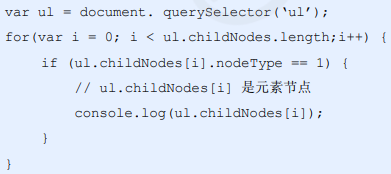 var ul = document. querySelector(‘ul’);
for(var i = 0; i < ul.childNodes.length;i++) {
if (ul.childNodes[i].nodeType == 1) {
// ul.childNodes[i] 是元素节点
console.log(ul.childNodes[i]);
}
}